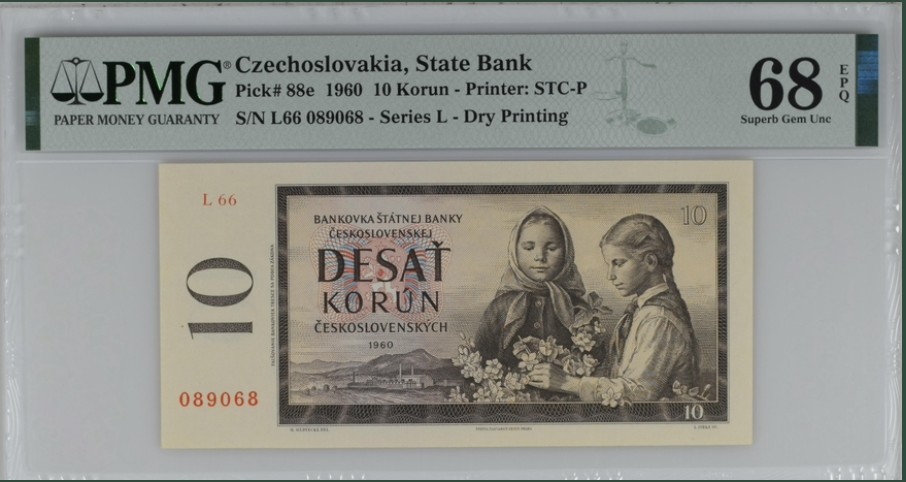 PMG®
PAPER MONEY GUARANTY
Czechoslovakia, State Bank
Pick# 88e 1960 10 Korun - Printer: STC-P
S/N L66 089068 - Series L - Dry Printing
68
EPQ
Superb Gem Unc
L 66
10
089068
BANKOVKA ŠTÁTNEJ BANKY
ČESKOSLOVENSKEJ
DESAŤ
KORÚN
ČESKOSLOVENSKÝCH
1960
10
10